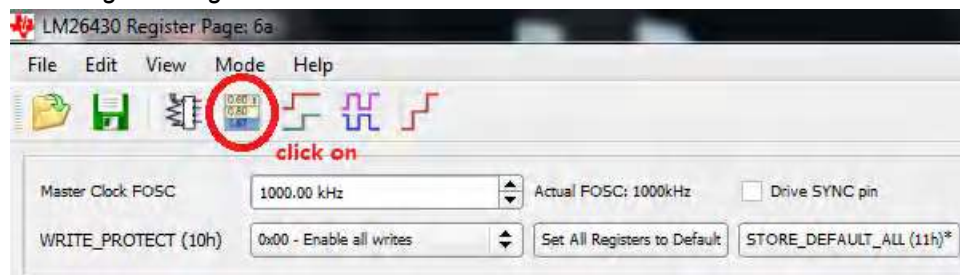 LM26430 Register Page: 6a
File Edit View Mode Help
click on
Master Clock FOSC 1000.00 kHz Actual FOSC: 1000kHz Drive SYNC pin
WRITE_PROTECT (10h) 0x00 - Enable all writes Set All Registers to Default STORE_DEFAULT_ALL (11h)*